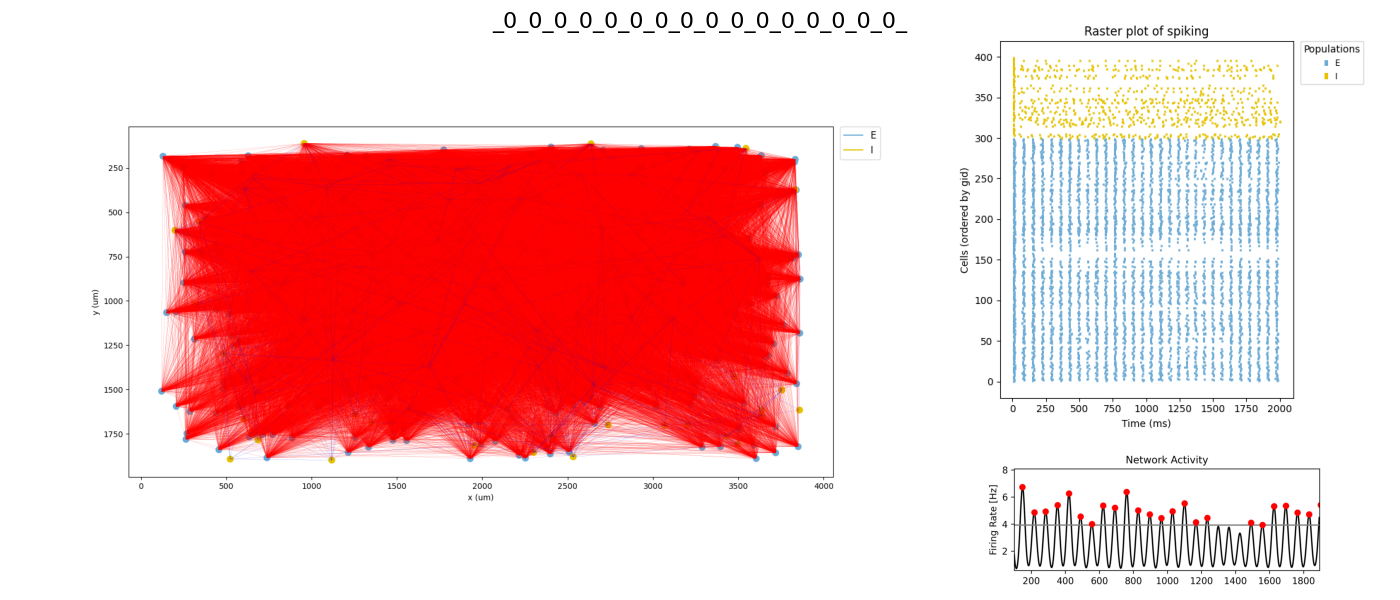 _0_0_0_0_0_0_0_0_0_0_0_0_0_0_0_0_
Raster plot of spiking
Populations
E
I
400
350
300
250
200
150
100
50
0
Cells (ordered by gid)
0 250 500 750 1000 1250 1500 1750 2000
Time (ms)
E
I
250
500
750
1000
1250
1500
1750
y (um)
0 500 1000 1500 2000 2500 3000 3500 4000
x (um)
Network Activity
8
6
4
2
Firing Rate [Hz]
200 400 600 800 1000 1200 1400 1600 1800